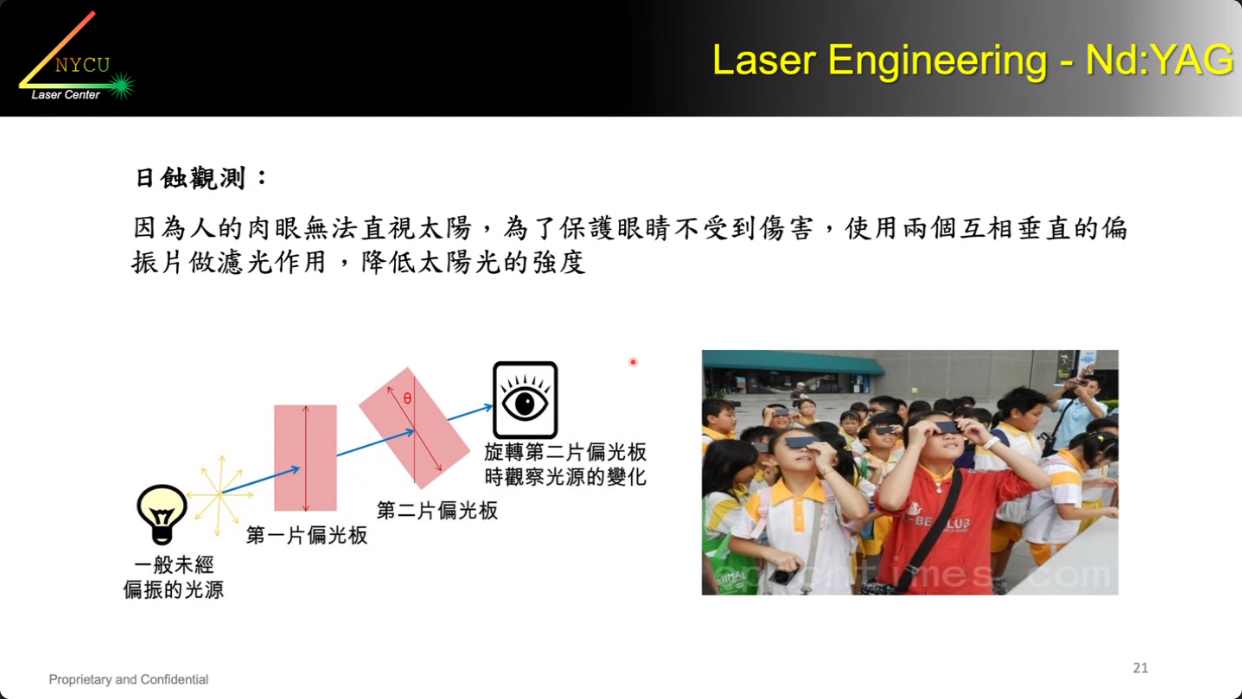 NYCU
Laser Center
Laser Engineering - Nd:YAG
日蝕觀測：
因為人的肉眼無法直視太陽，為了保護眼睛不受到傷害，使用兩個互相垂直的偏
振片做濾光作用，降低太陽光的強度
θ
旋轉第二片偏光板
時觀察光源的變化
第二片偏光板
第一片偏光板
一般未經
偏振的光源
epochtimes.com
Proprietary and Confidential
21